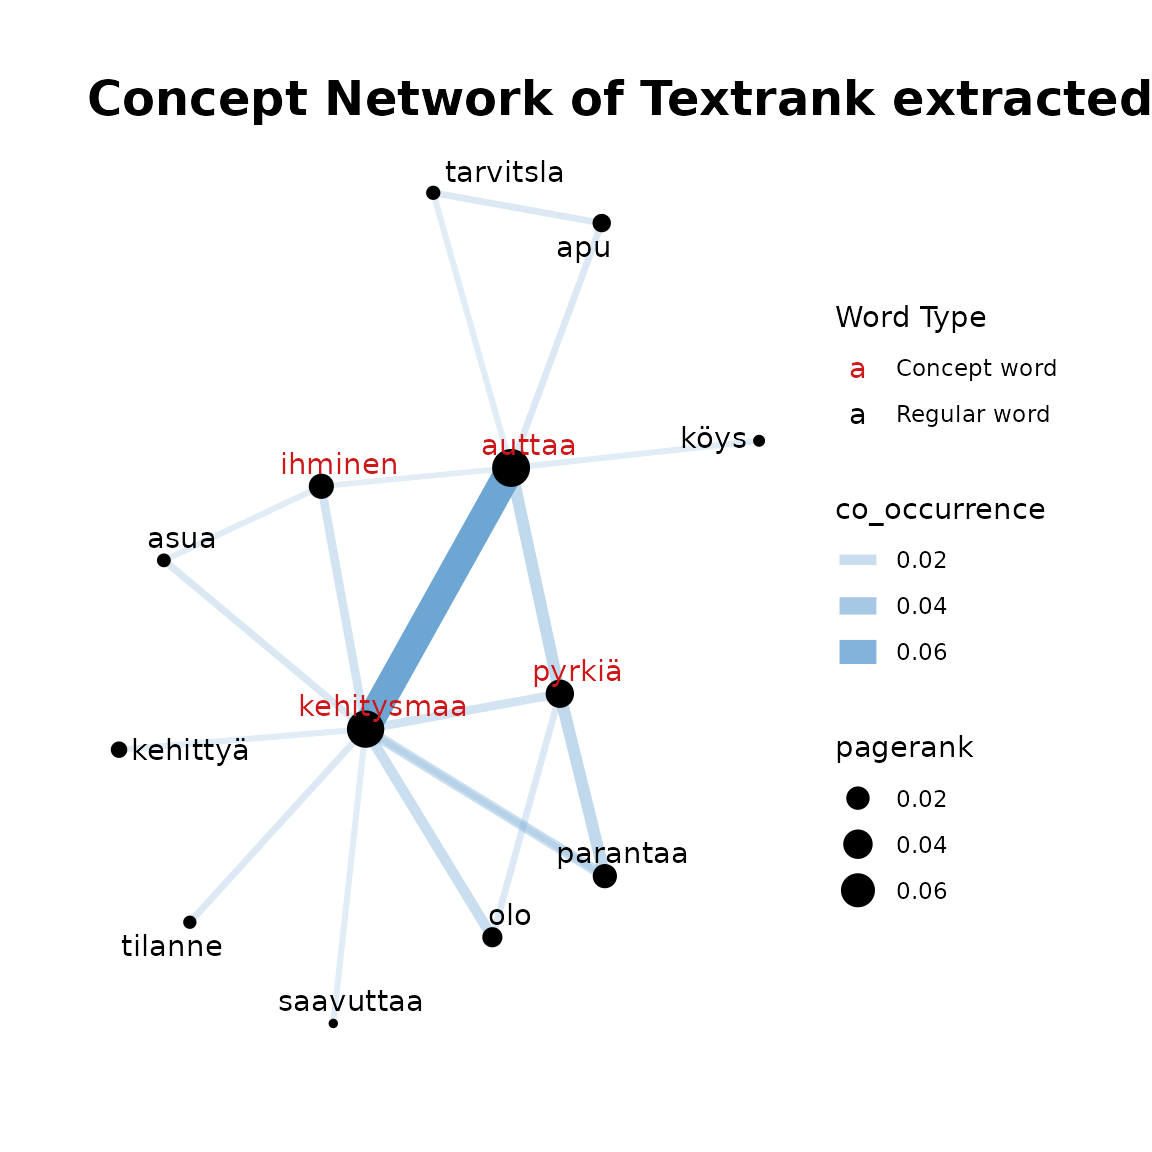 Concept Network of Textrank extracted
tarvitsla
apu
köys
auttaa
ihminen
asua
pyrkiä
kehitysmaa
kehittyä
parantaa
olo
tilanne
saavuttaa
Word Type
a Concept word
a Regular word
co_occurrence
0.02
0.04
0.06
pagerank
0.02
0.04
0.06